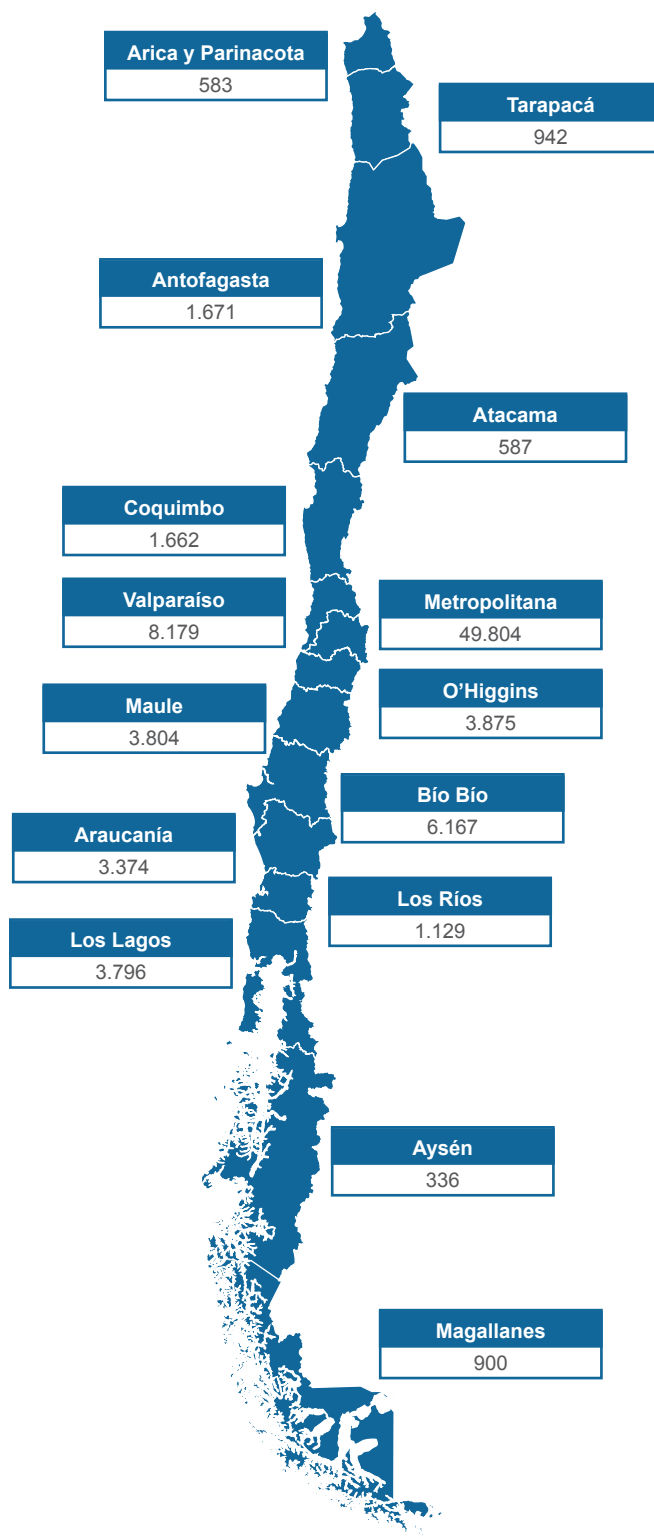 Arica y Parinacota
583
Tarapacá
942
Antofagasta
1.671
Atacama
587
Coquimbo
1.662
Valparaíso
8.179
Metropolitana
49.804
O’Higgins
3.875
Maule
3.804
Bío Bío
6.167
Araucanía
3.374
Los Ríos
1.129
Los Lagos
3.796
Aysén
336
Magallanes
900